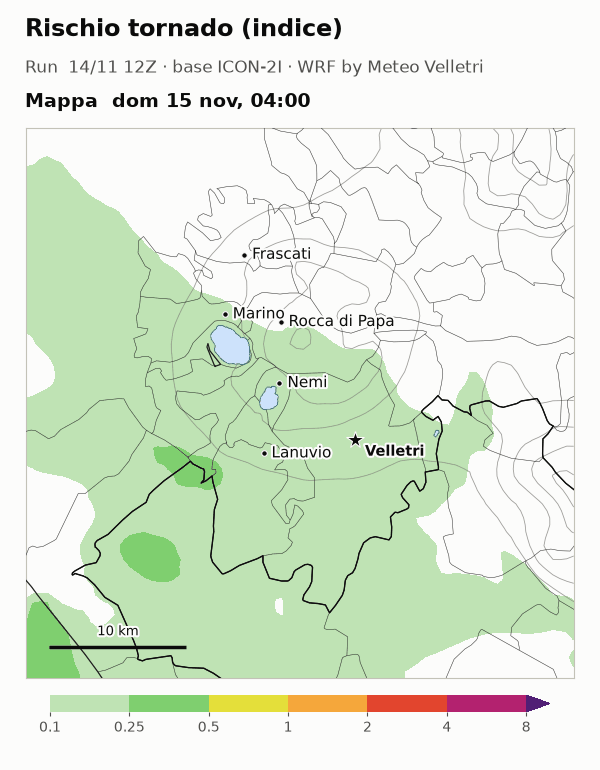 Rischio tornado (indice)
Run  14/11 12Z · base ICON-2I · WRF by Meteo Velletri
Mappa  dom 15 nov, 04:00
Frascati
Marino
Rocca di Papa
Nemi
Velletri
Lanuvio
10 km
0.1 0.25 0.5 1 2 4 8